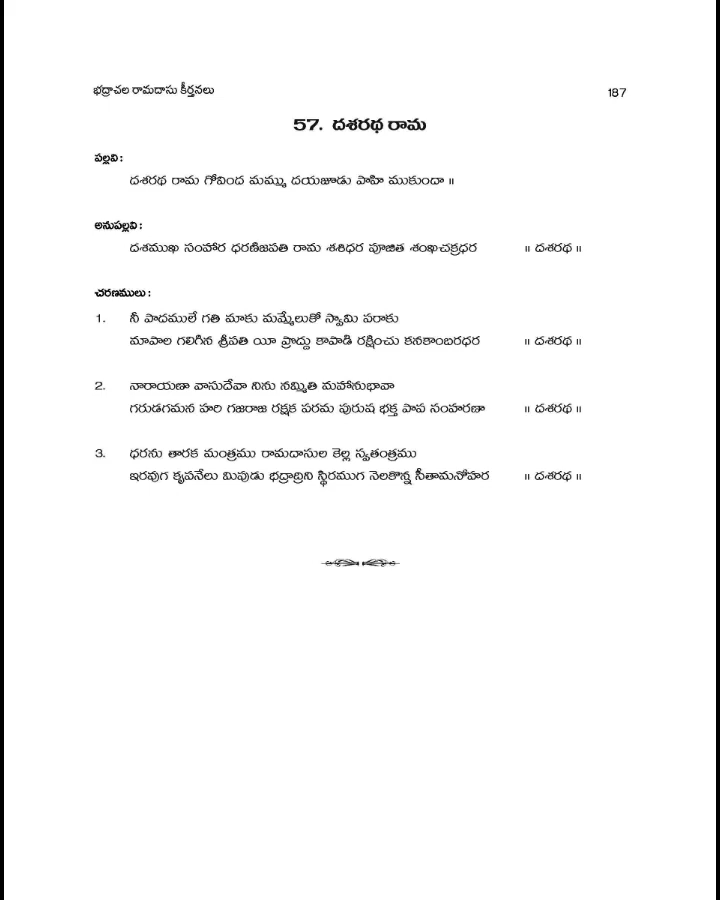 భద్రాచల రామదాసు కీర్తనలు 187
57. దశరథ రామ
పల్లవి :
దశరథ రామ గోవింద మమ్ము దయజూడు పాహి ముకుందా ॥
అనుపల్లవి :
దశముఖ సంహార ధరణిజపతి రామ శశిధర పూజిత శంఖచక్రధర ॥ దశరథ ॥
చరణములు :
1. నీ పాదములే గతి మాకు మమ్మేలుకో స్వామి పరాకు
మాపాల గలిగిన శ్రీపతి యీ ప్రొద్దు కాపాడి రక్షించు కనకాంబరధర ॥ దశరథ ॥
2. నారాయణా వాసుదేవా నిను నమ్మితి మహానుభావా
గరుడగమన హరి గజరాజ రక్షక పరమ పురుష భక్త పాప సంహరణా ॥ దశరథ ॥
3. ధరను తారక మంత్రము రామదాసుల కెల్ల స్వతంత్రము
ఇరవుగ కృపనేలు మిపుడు భద్రాద్రిని స్థిరముగ నెలకొన్న సీతామనోహర ॥ దశరథ ॥